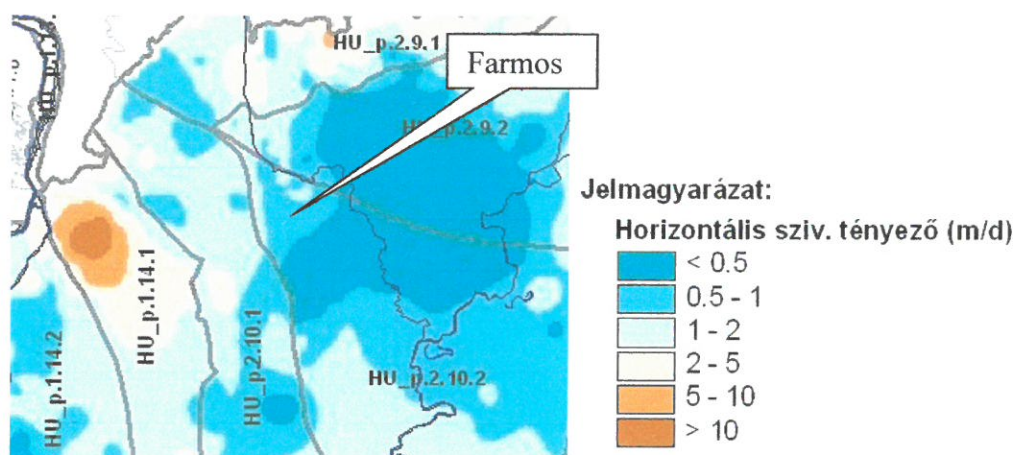 HU_p.2.9.1
Farmos
HU_p.2.9.2
HU_p.1.14.1
HU_p.1.14.2
HU_p.2.10.1
HU_p.2.10.2
Jelmagyarázat:
Horizontális sziv. tényező (m/d)
< 0.5
0.5 - 1
1 - 2
2 - 5
5 - 10
> 10